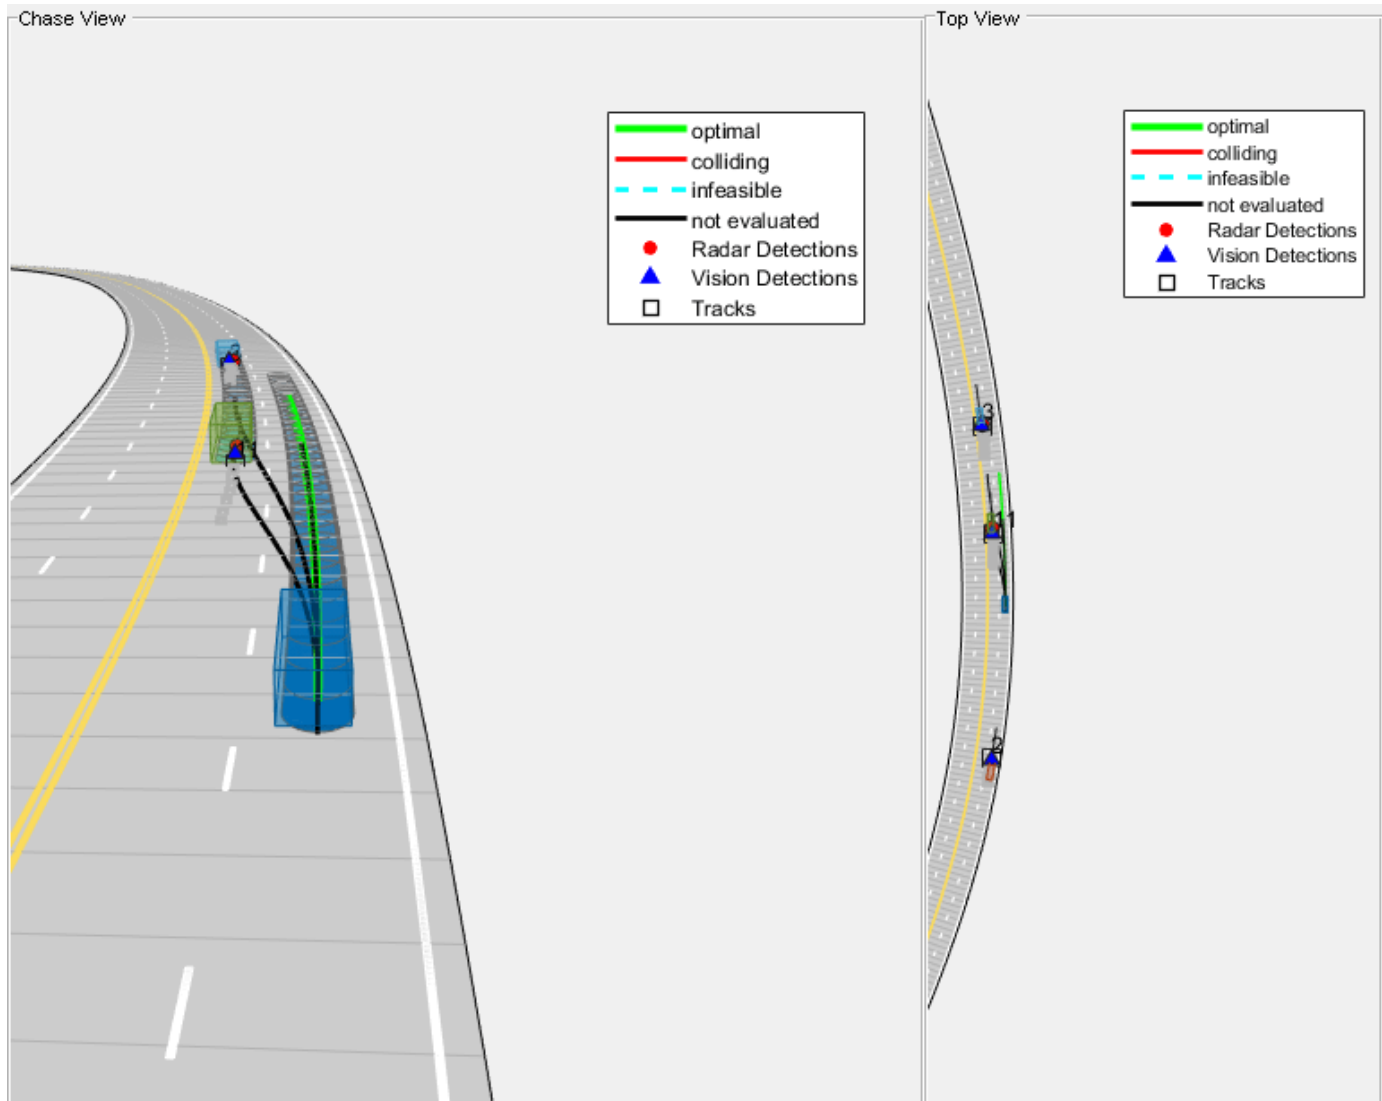 Chase View
optimal
colliding
infeasible
not evaluated
Radar Detections
Vision Detections
Tracks
Top View
optimal
colliding
infeasible
not evaluated
Radar Detections
Vision Detections
Tracks
3
2